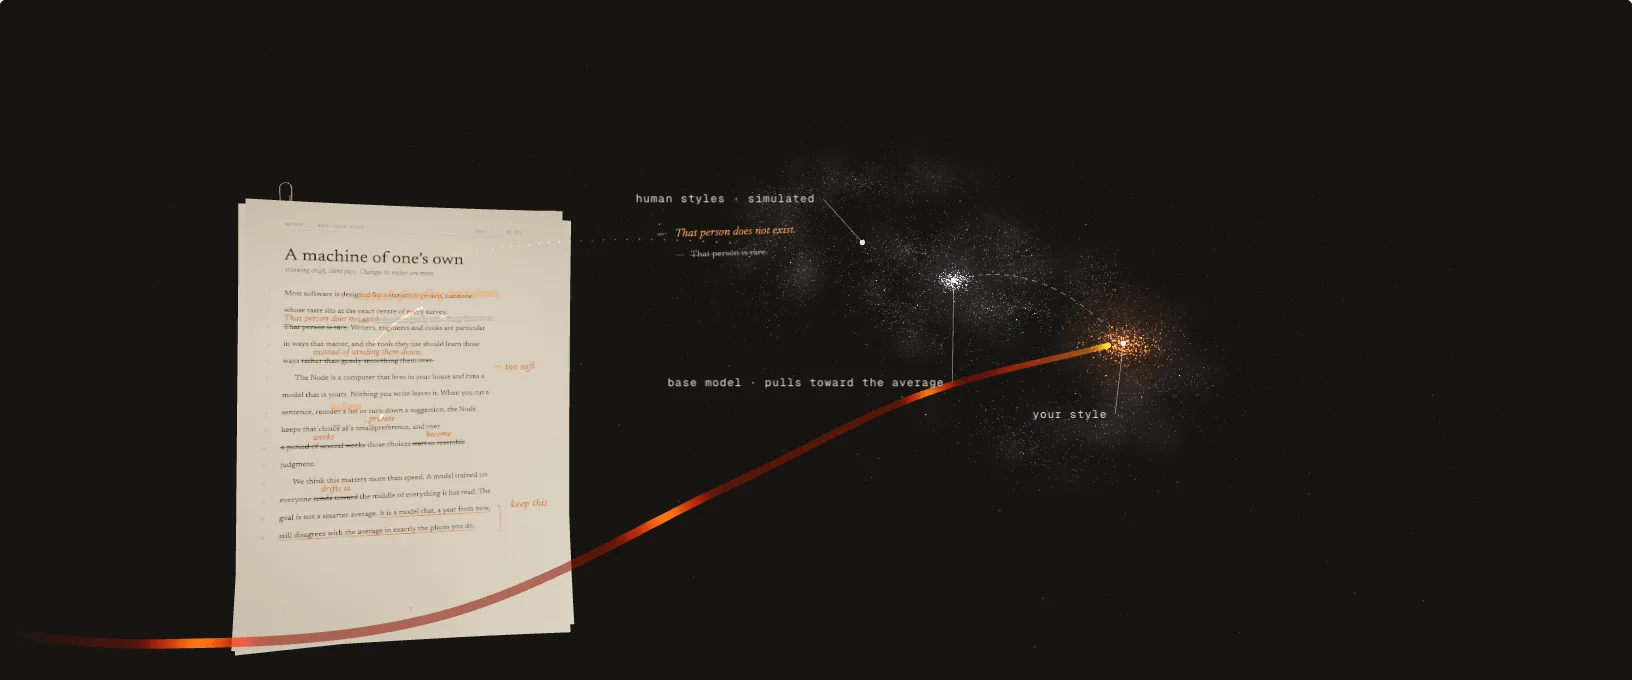 A machine of one's own
Working draft, third pass. Changes in ember are mine.
Most software is designed for a
whose taste sits at the exact centre of every survey.
That person does not exist.
That person is rare. Writers, engineers and cooks are particular
in ways that matter, and the tools they use should learn those
instead of sanding them down.
ways rather than gently smoothing them over.
too soft
The Node is a computer that lives in your house and runs a
model that is yours. Nothing you write leaves it. When you cut a
sentence, reorder a list or turn down a suggestion, the Node
private
keeps that choice as a small preference, and over
weeks become
a period of several weeks those choices start to resemble
judgment.
We think this matters more than speed. A model trained on
drifts to
everyone tends toward the middle of everything it has read. The
keep this
goal is not a smarter average. It is a model that, a year from now,
still disagrees with the average in exactly the places you do.
human styles · simulated
That person does not exist.
That person is rare.
base model · pulls toward the average
your style